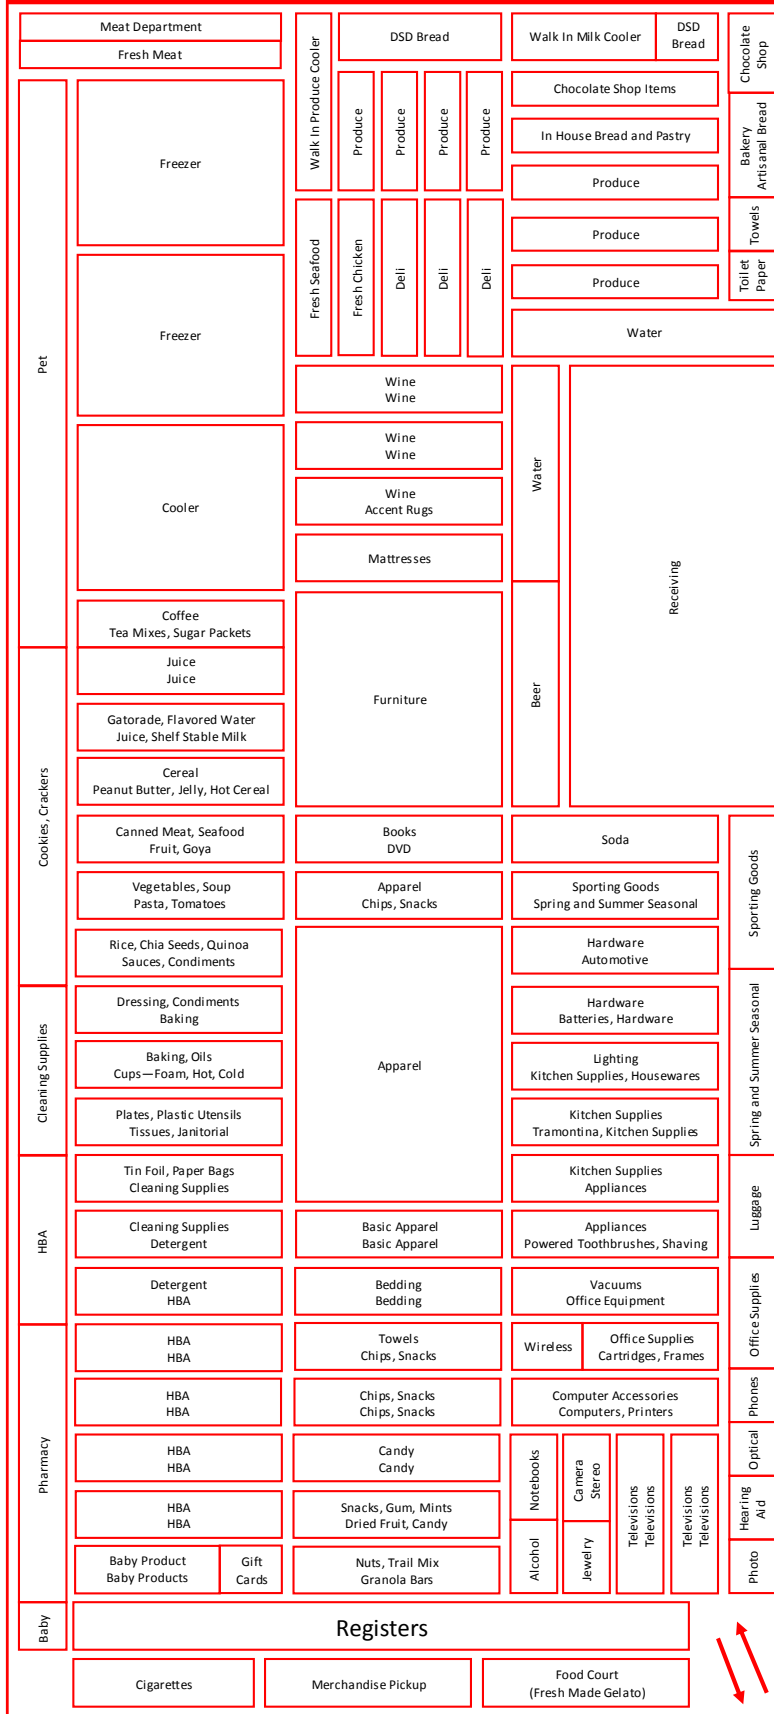 Meat Department
Fresh Meat
Walk In Produce Cooler
DSD Bread
Walk In Milk Cooler
DSD
Bread
Chocolate
Shop
Freezer
Produce
Produce
Produce
Produce
Chocolate Shop Items
In House Bread and Pastry
Produce
Bakery
Artisanal Bread
Pet
Fresh Seafood
Fresh Chicken
Deli
Deli
Deli
Produce
Produce
Towels
Toilet
Paper
Water
Freezer
Wine
Wine
Wine
Wine
Wine
Accent Rugs
Mattresses
Water
Receiving
Cooler
Coffee
Tea Mixes, Sugar Packets
Juice
Juice
Furniture
Beer
Gatorade, Flavored Water
Juice, Shelf Stable Milk
Cereal
Peanut Butter, Jelly, Hot Cereal
Cookies, Crackers
Canned Meat, Seafood
Fruit, Goya
Books
DVD
Soda
Sporting Goods
Vegetables, Soup
Pasta, Tomatoes
Apparel
Chips, Snacks
Sporting Goods
Spring and Summer Seasonal
Rice, Chia Seeds, Quinoa
Sauces, Condiments
Apparel
Hardware
Automotive
Cleaning Supplies
Dressing, Condiments
Baking
Hardware
Batteries, Hardware
Spring and Summer Seasonal
Baking, Oils
Cups—Foam, Hot, Cold
Lighting
Kitchen Supplies, Housewares
Plates, Plastic Utensils
Tissues, Janitorial
Kitchen Supplies
Tramontina, Kitchen Supplies
HBA
Tin Foil, Paper Bags
Cleaning Supplies
Kitchen Supplies
Appliances
Luggage
Cleaning Supplies
Detergent
Basic Apparel
Basic Apparel
Appliances
Powered Toothbrushes, Shaving
Detergent
HBA
Bedding
Bedding
Vacuums
Office Equipment
Office Supplies
Pharmacy
HBA
HBA
Towels
Chips, Snacks
Wireless
Office Supplies
Cartridges, Frames
HBA
HBA
Chips, Snacks
Chips, Snacks
Computer Accessories
Computers, Printers
Phones
HBA
HBA
Candy
Candy
Notebooks
Camera
Stereo
Televisions
Televisions
Televisions
Televisions
Optical
HBA
HBA
Snacks, Gum, Mints
Dried Fruit, Candy
Hearing
Aid
Baby Product
Baby Products
Gift
Cards
Nuts, Trail Mix
Granola Bars
Alcohol
Jewelry
Photo
Baby
Registers
Cigarettes
Merchandise Pickup
Food Court
(Fresh Made Gelato)